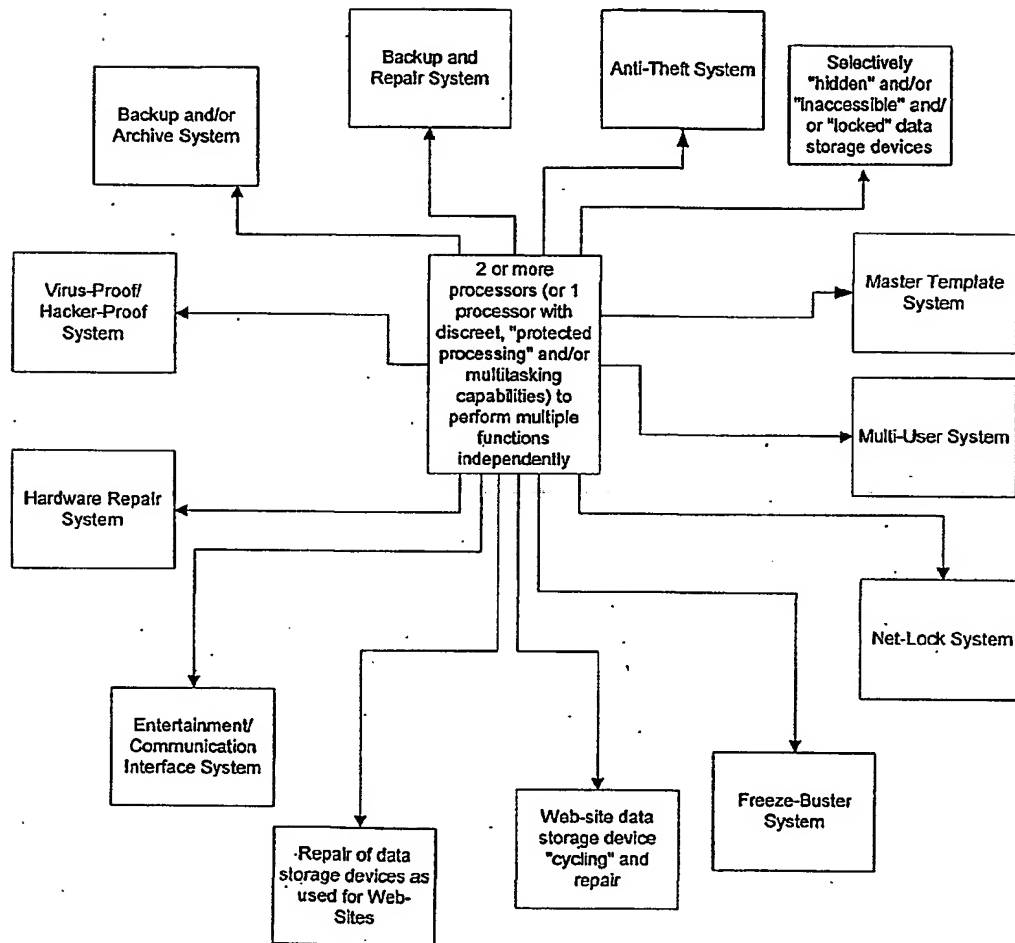 Backup and
Repair System
Anti-Theft System
Selectively
"hidden" and/or
"inaccessible" and/
or "locked" data
storage devices
Backup and/or
Archive System
2 or more
processors (or 1
processor with
discreet, "protected
processing" and/or
multitasking
capabilities) to
perform multiple
functions
independently
Virus-Proof/
Hacker-Proof
System
Master Template
System
Multi-User System
Hardware Repair
System
Net-Lock System
Entertainment/
Communication
Interface System
Freeze-Buster
System
Web-site data
storage device
"cycling" and
repair
Repair of data
storage devices as
used for Web-
Sites